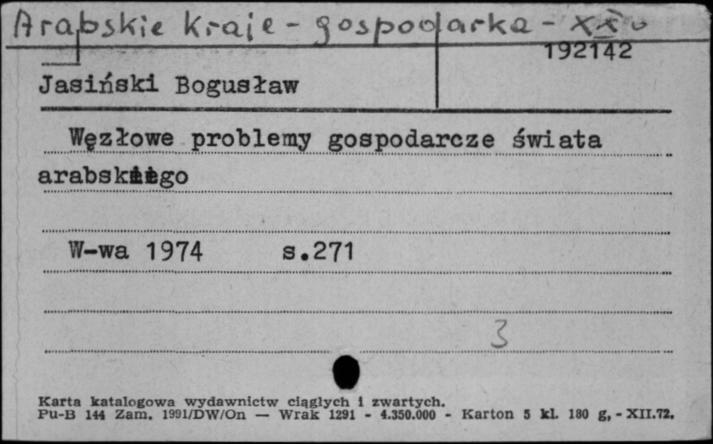 Arabskie kraje - gospodarka - XX w
192142
Jasiński Bogusław
Węzłowe problemy gospodarcze świata
arabskiego
W-wa 1974 s.271
3
Karta katalogowa wydawnictw ciągłych i zwartych.
Pu-B 144 Zam. 1991/DW/On — Wrak 1291 - 4.350.000 - Karton 5 kl. 180 g, - XII.72.